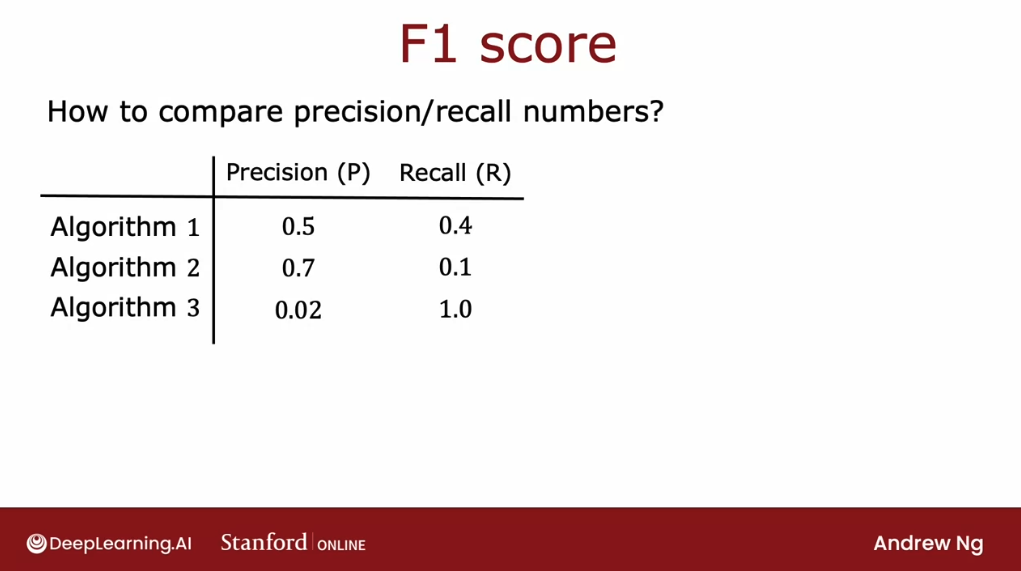 F1 score
How to compare precision/recall numbers?
Precision (P) Recall (R)
Algorithm 1 0.5 0.4
Algorithm 2 0.7 0.1
Algorithm 3 0.02 1.0
DeepLearning.AI Stanford ONLINE Andrew Ng